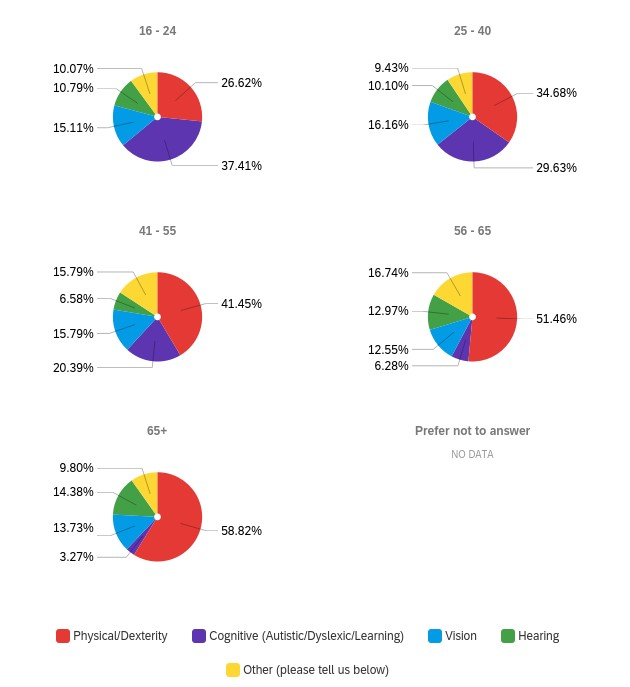 16 - 24
10.07%
10.79%
15.11%
26.62%
37.41%
25 - 40
9.43%
10.10%
16.16%
34.68%
29.63%
41 - 55
15.79%
6.58%
15.79%
20.39%
41.45%
56 - 65
16.74%
12.97%
12.55%
6.28%
51.46%
65+
9.80%
14.38%
13.73%
3.27%
58.82%
Prefer not to answer
NO DATA
Physical/Dexterity
Cognitive (Autistic/Dyslexic/Learning)
Vision
Hearing
Other (please tell us below)